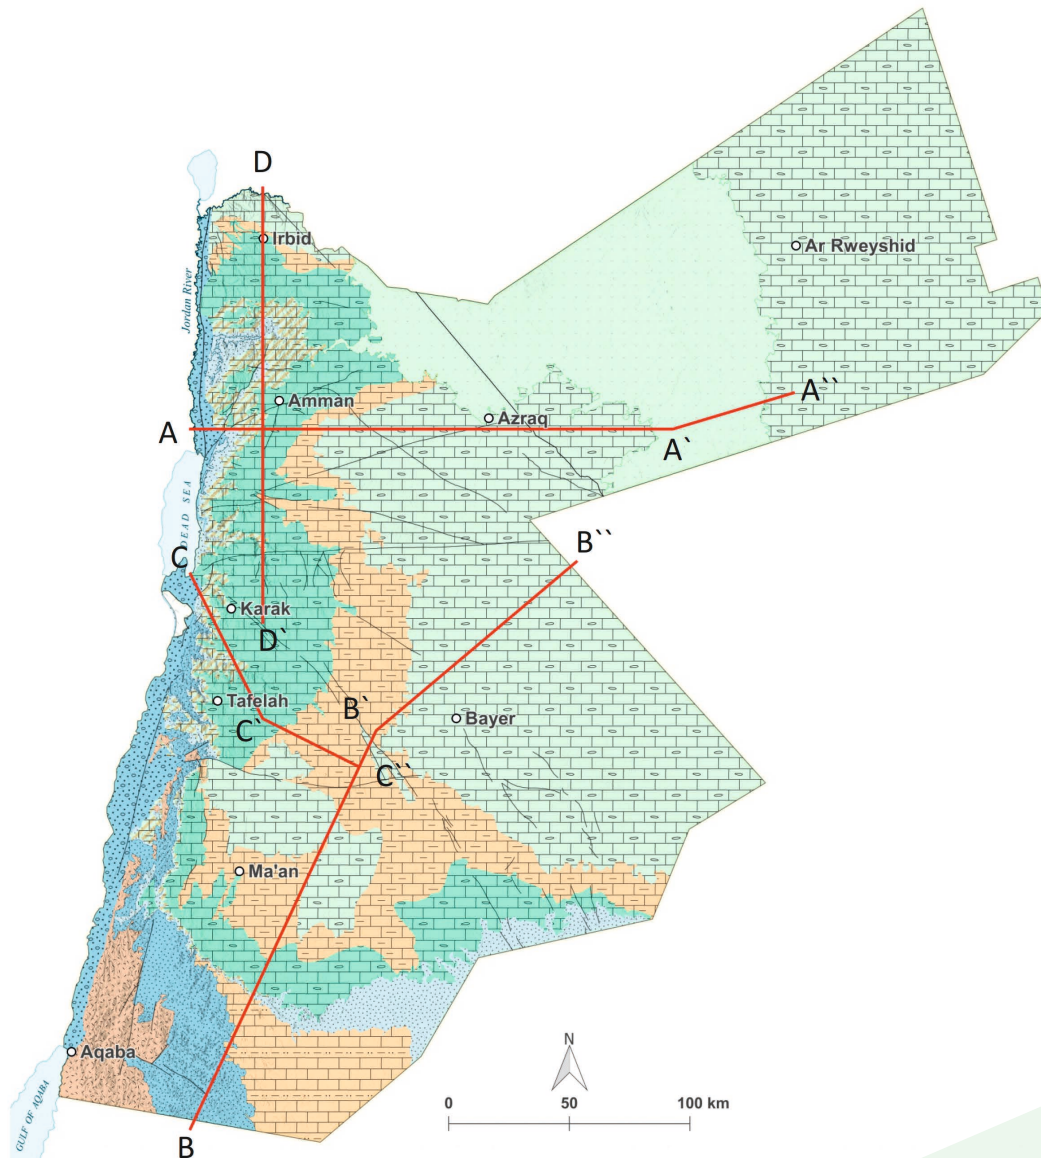 D
Irbid
Ar Rweyshid
Jordan River
Amman
A``
Azraq
A
A`
DEAD SEA
B``
C
Karak
D`
Tafelah
B`
Bayer
C`
C``
Ma'an
N
Aqaba
GULF OF AQABA
0
50
100 km
B